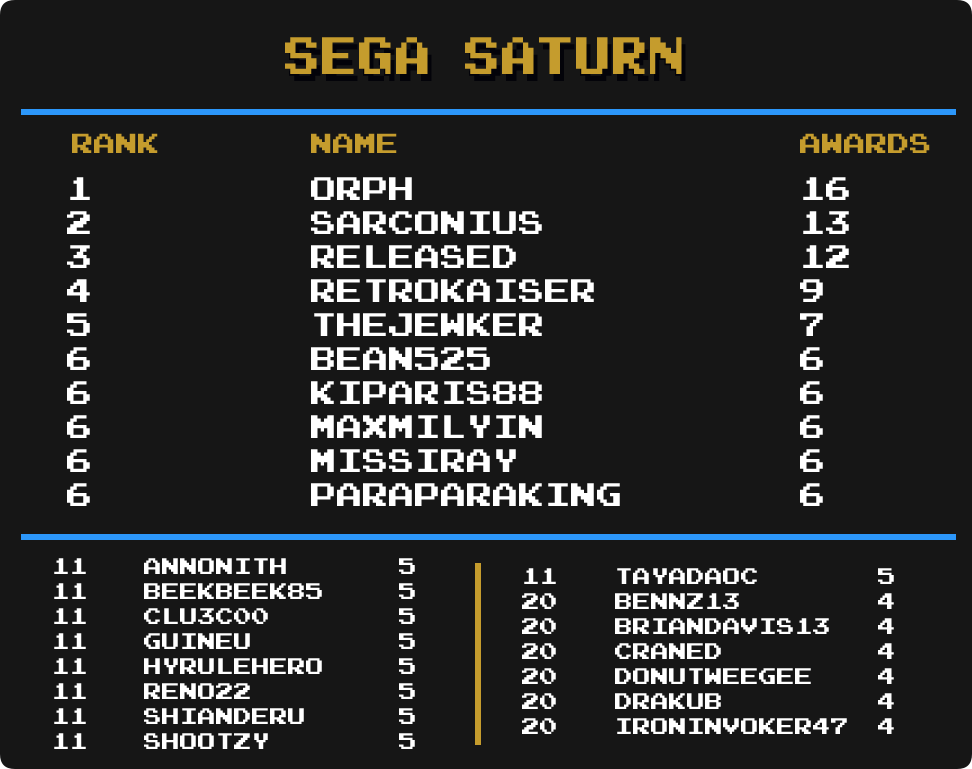 SEGA SATURN
RANK NAME AWARDS
1 ORPH 16
2 SARCONIUS 13
3 RELEASED 12
4 RETROKAISER 9
5 THEJEWKER 7
6 BEAN525 6
6 KIPARIS88 6
6 MAXMILYIN 6
6 MISSIRAY 6
6 PARAPARAKING 6
11 ANNONITH 5
11 BEEKBEEK85 5
11 CLU3COO 5
11 GUINEU 5
11 HYRULEHERO 5
11 RENO22 5
11 SHIANDERU 5
11 SHOOTZY 5
11 TAYADAOC 5
20 BENNZ13 4
20 BRIANDAVIS13 4
20 CRANED 4
20 DONUTWEEGEE 4
20 DRAKUB 4
20 IRONINVOKER47 4